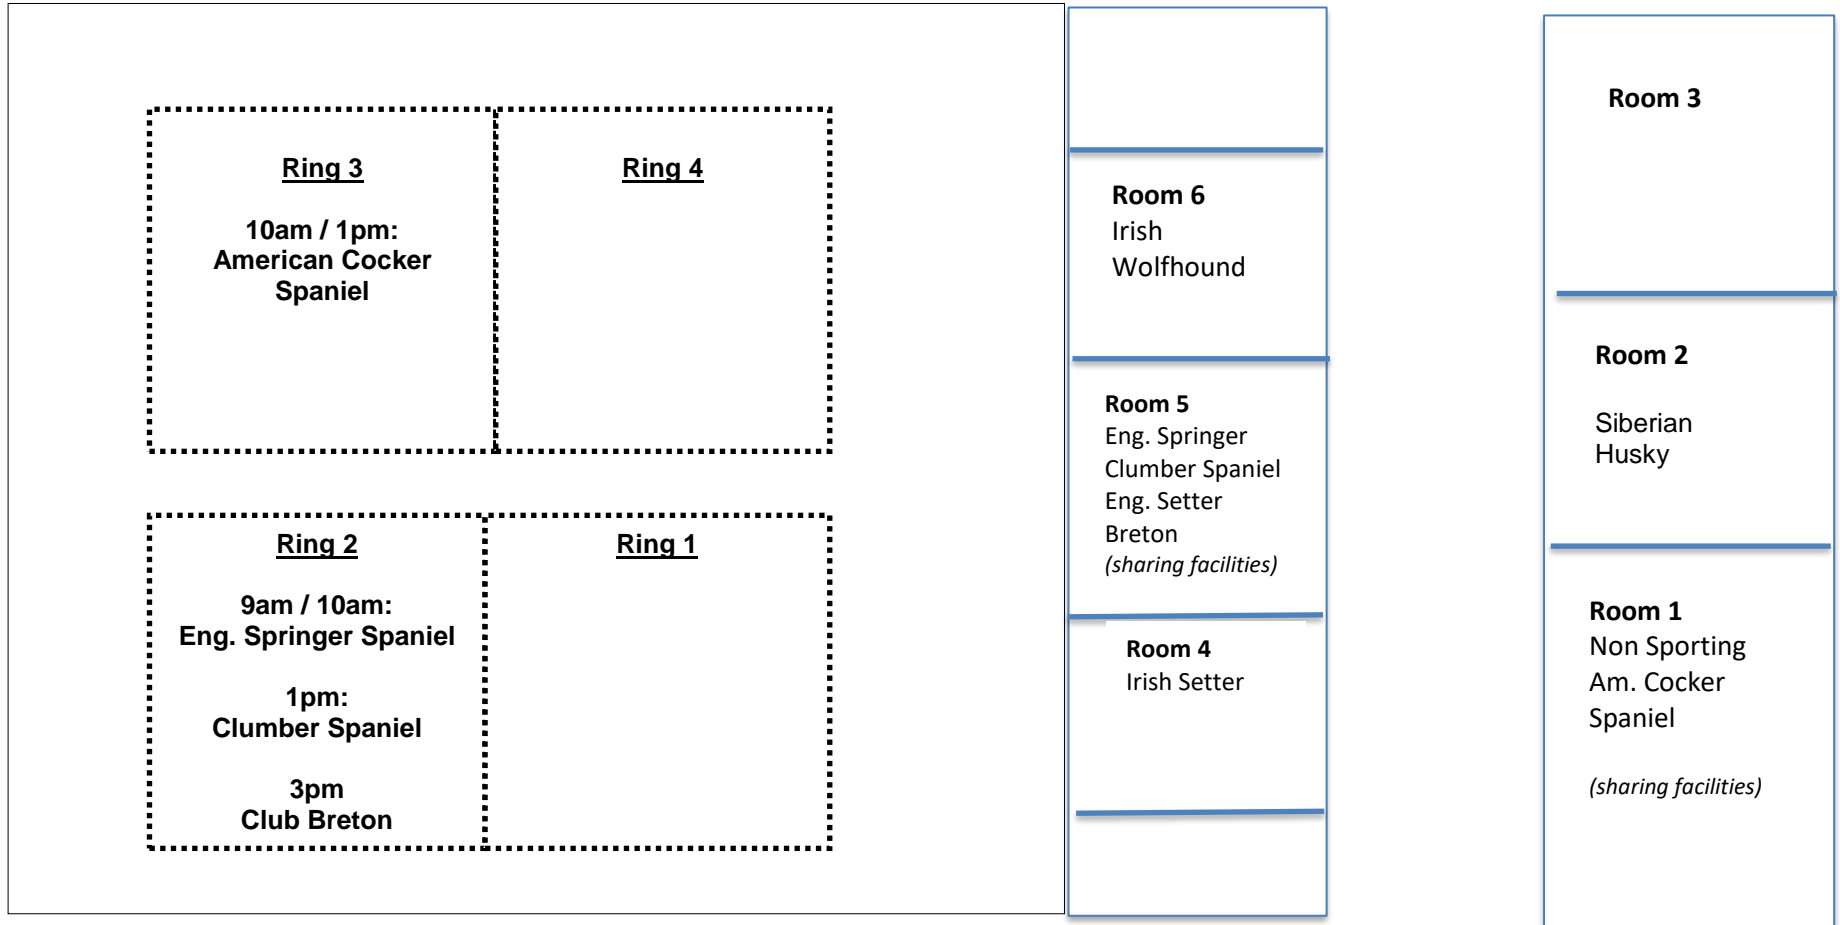 Ring 3
10am / 1pm:
American Cocker
Spaniel
Ring 4
Ring 2
9am / 10am:
Eng. Springer Spaniel
1pm:
Clumber Spaniel
3pm
Club Breton
Ring 1
Room 6
Irish
Wolfhound
Room 5
Eng. Springer
Clumber Spaniel
Eng. Setter
Breton
(sharing facilities)
Room 4
Irish Setter
Room 3
Room 2
Siberian
Husky
Room 1
Non Sporting
Am. Cocker
Spaniel
(sharing facilities)